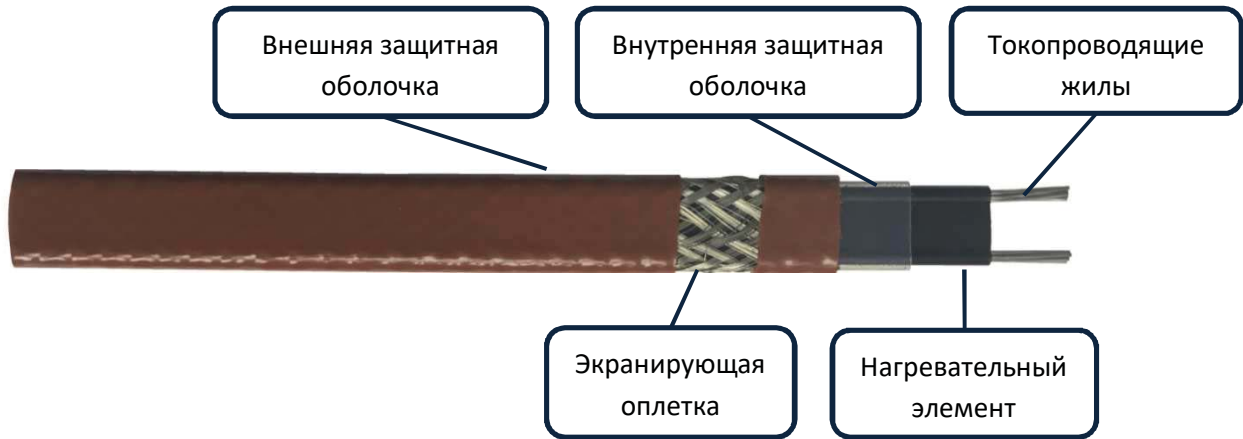 Внешняя защитная
оболочка
Внутренняя защитная
оболочка
Токопроводящие
жилы
Экранирующая
оплетка
Нагревательный
элемент